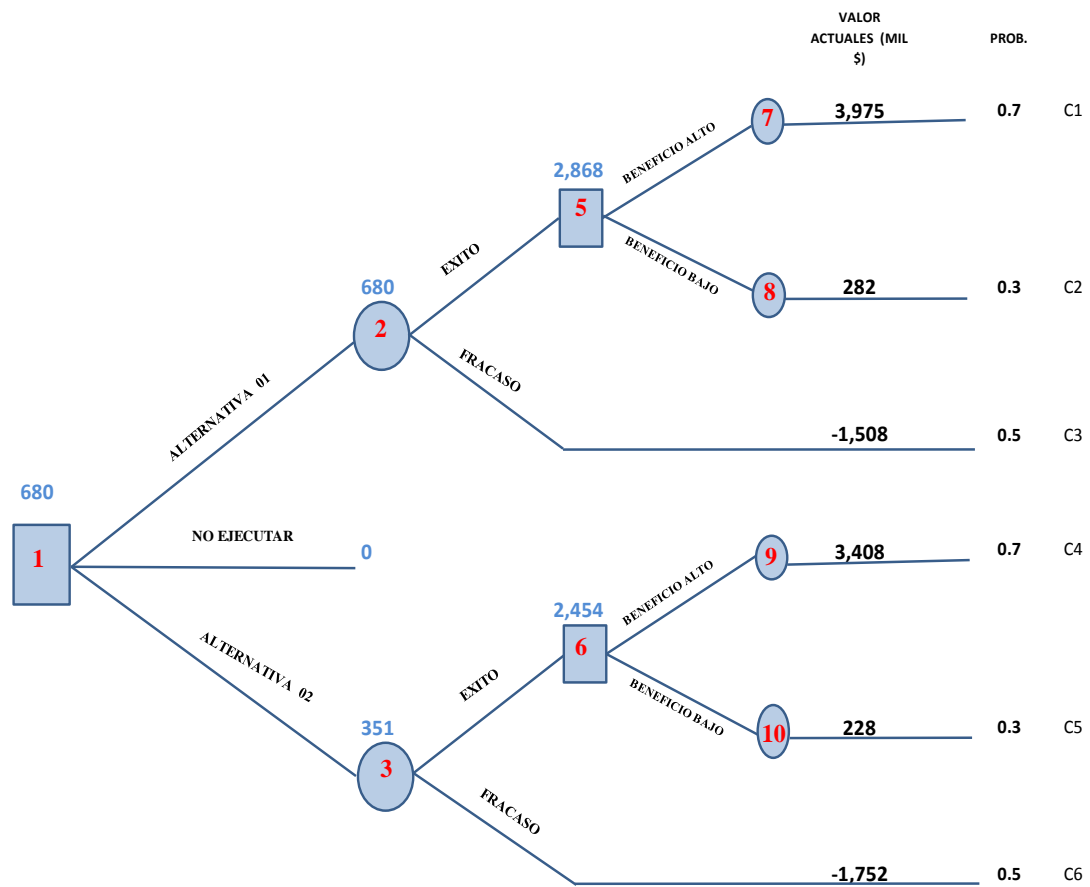 VALOR
ACTUALES (MIL
$)
PROB.
7
3,975
0.7
C1
BENEFICIO ALTO
2,868
5
EXITO
BENEFICIO BAJO
8
282
0.3
C2
680
2
FRACASO
ALTERNATIVA 01
-1,508
0.5
C3
680
1
NO EJECUTAR
0
9
3,408
0.7
C4
BENEFICIO ALTO
2,454
6
ALTERNATIVA 02
EXITO
BENEFICIO BAJO
10
228
0.3
C5
351
3
FRACASO
-1,752
0.5
C6